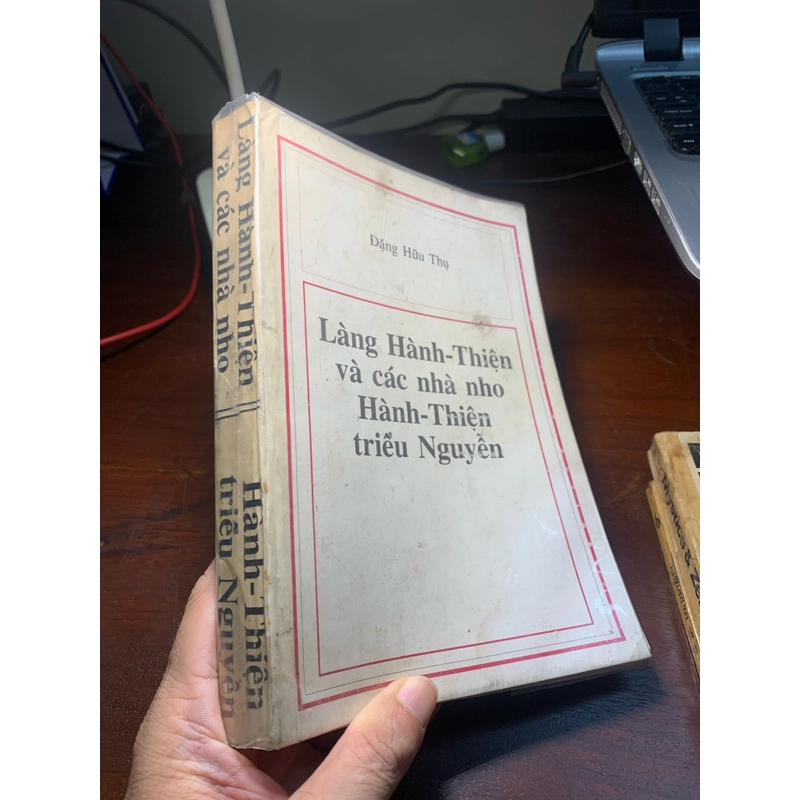 Đặng Hữu Thụ
Làng Hành-Thiện
và các nhà nho
Hành-Thiện
triều Nguyễn
Làng Hành-Thiện
và các nhà nho
Hành-Thiện
triều Nguyễn